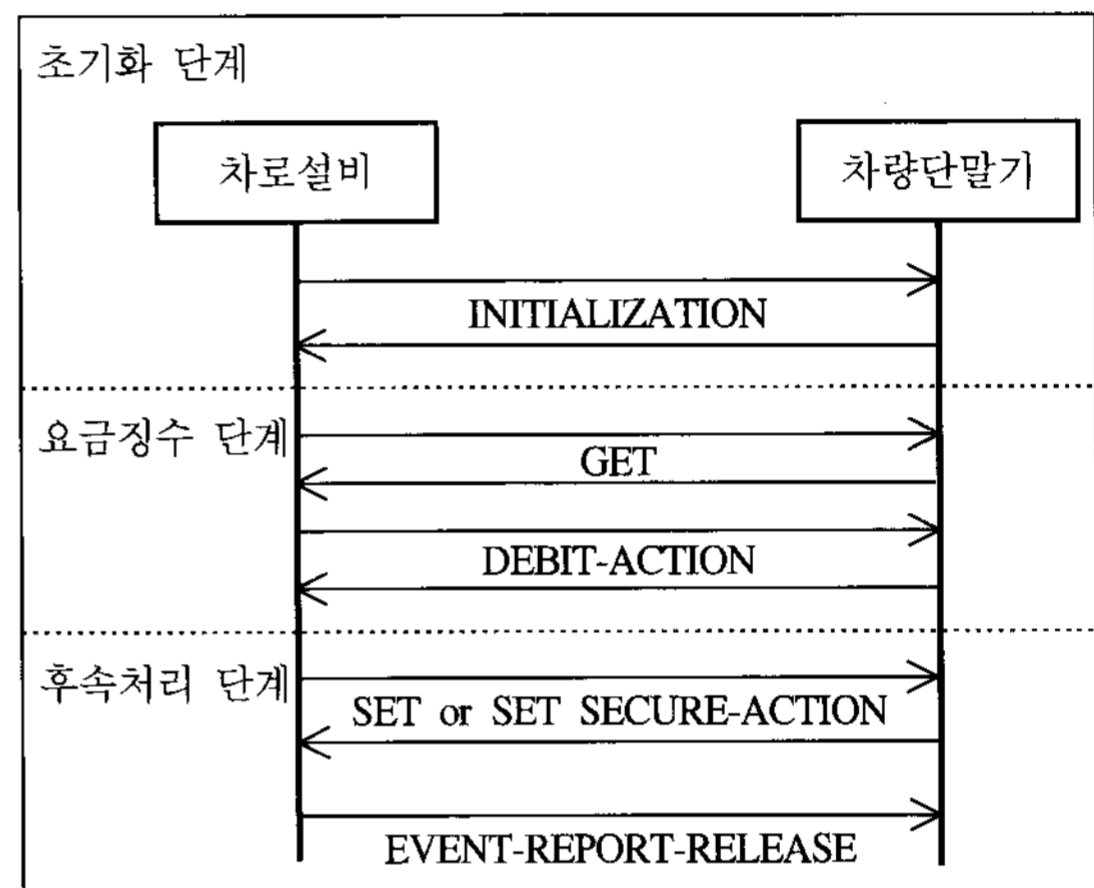 초기화 단계
차로설비
차량단말기
INITIALIZATION
요금징수 단계
GET
DEBIT-ACTION
후속처리 단계
SET or SET SECURE-ACTION
EVENT-REPORT-RELEASE